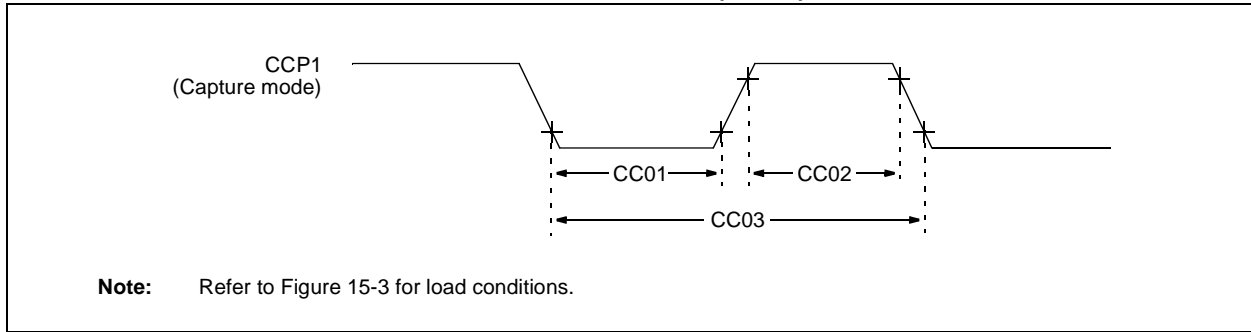 CCP1
(Capture mode)
CC01
CC02
CC03
Note: Refer to Figure 15-3 for load conditions.